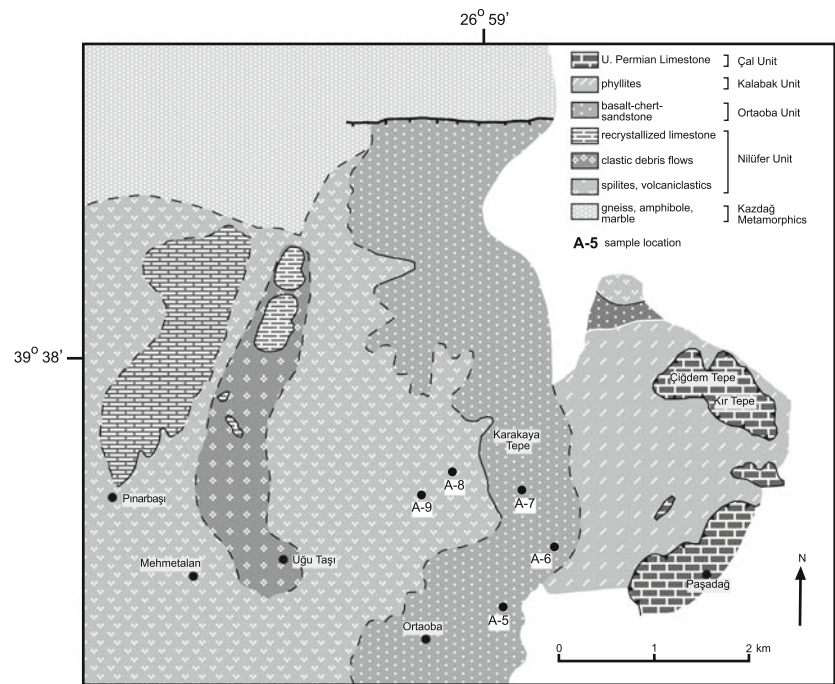 26° 59'
U. Permian Limestone
Çal Unit
phyllites
Kalabak Unit
basalt-chert-
sandstone
Ortaoba Unit
recrystallized limestone
clastic debris flows
Nilüfer Unit
spilites, volcaniclastics
gneiss, amphibole,
marble
Kazdağ
Metamorphics
A-5 sample location
39° 38'
Çiğdem Tepe
Kır Tepe
Karakaya
Tepe
A-8
A-7
A-9
Pınarbaşı
A-6
Uğu Taşı
Mehmetalan
N
Paşadağ
A-5
Ortaoba
0 1 2 km